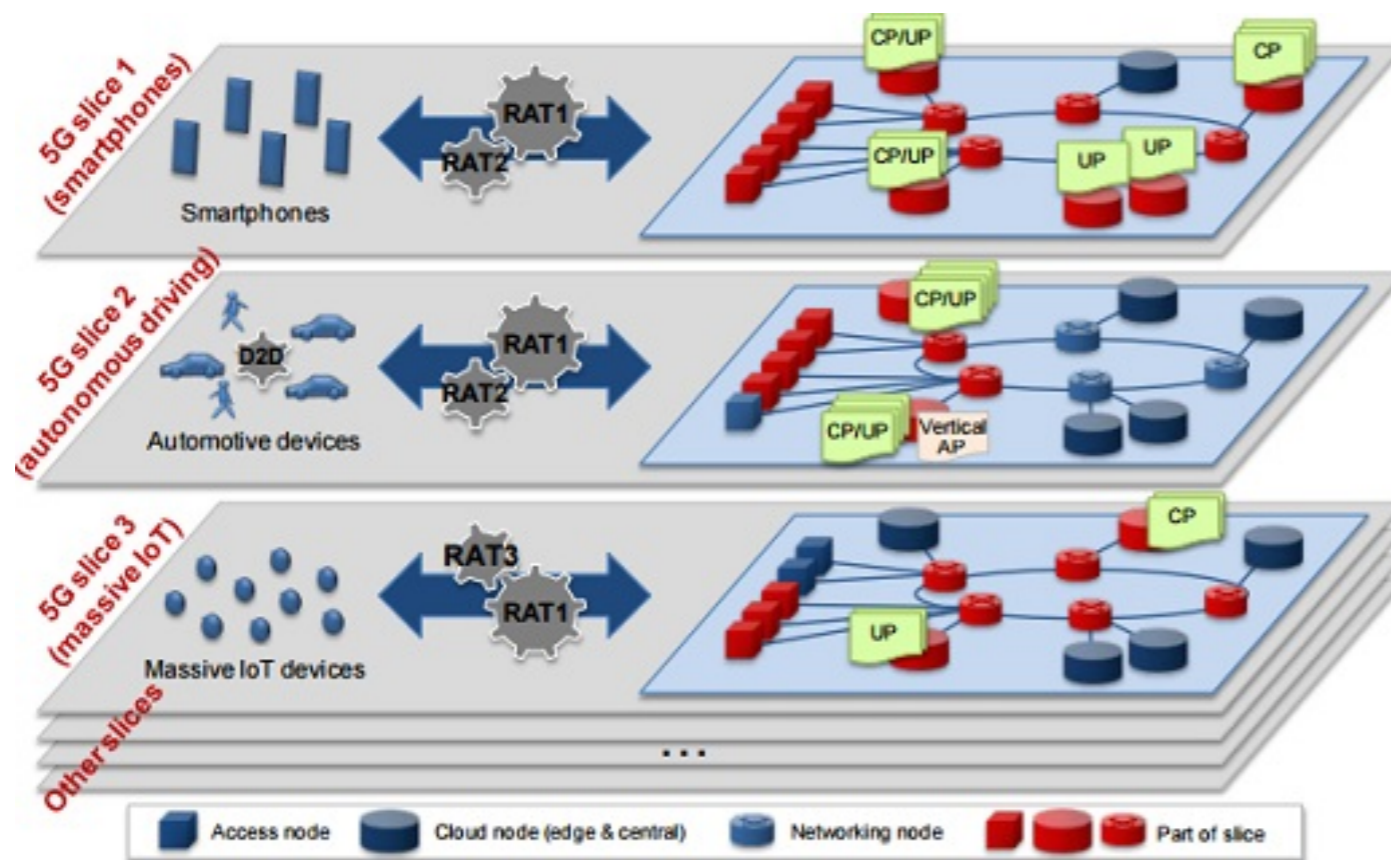 5G slice 1
(smartphones)
Smartphones
RAT1
RAT2
CP/UP
CP/UP
UP
UP
CP
5G slice 2
(autonomous driving)
D2D
Automotive devices
RAT1
RAT2
CP/UP
CP/UP
Vertical
AP
5G slice 3
(massive IoT)
Massive IoT devices
RAT3
RAT1
UP
CP
Other slices
...
Access node
Cloud node (edge & central)
Networking node
Part of slice